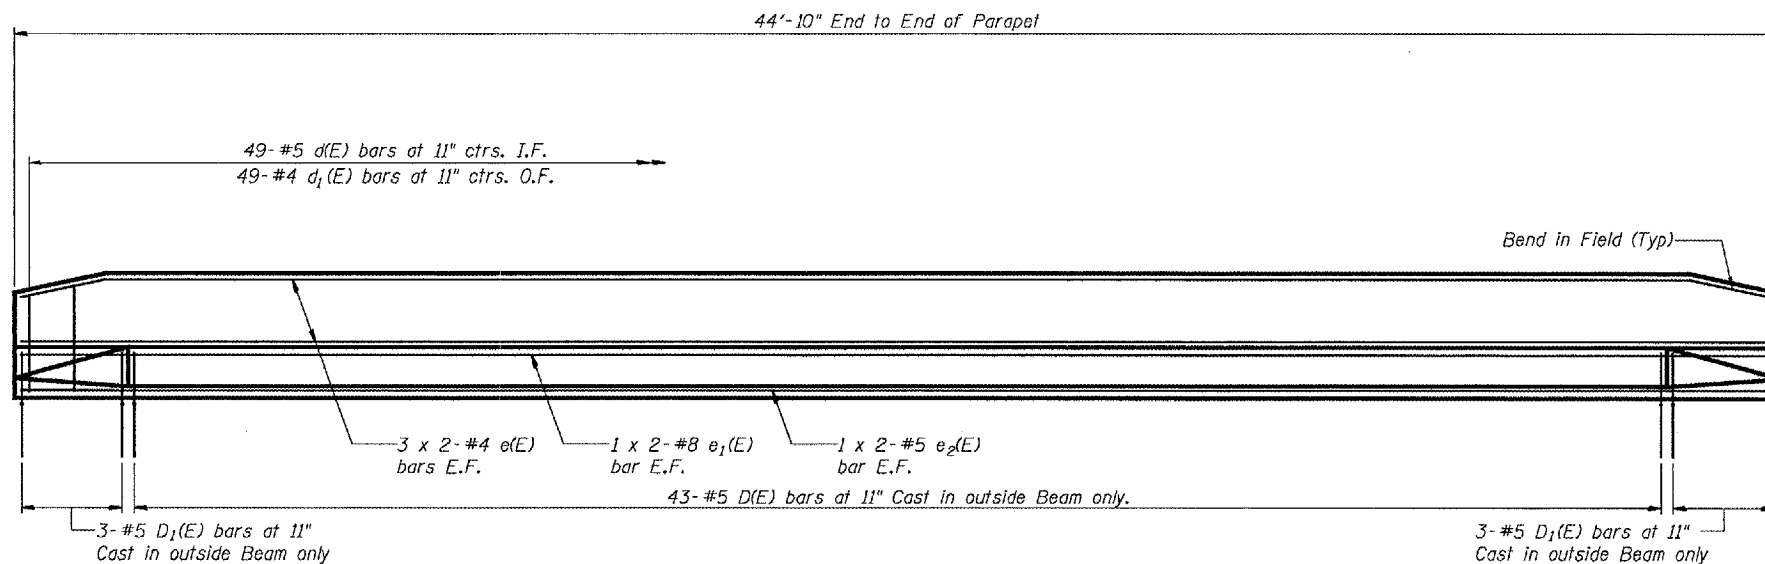 44'-10" End to End of Parapet
49-#5 d(E) bars at 11" ctrs. I.F.
49-#4 d₁(E) bars at 11" ctrs. O.F.
Bend in Field (Typ)
3 x 2-#4 e(E)
bars E.F.
1 x 2-#8 e₁(E)
bar E.F.
1 x 2-#5 e₂(E)
bar E.F.
43-#5 D(E) bars at 11" Cast in outside Beam only.
3-#5 D₁(E) bars at 11"
Cast in outside Beam only
3-#5 D₁(E) bars at 11"
Cast in outside Beam only